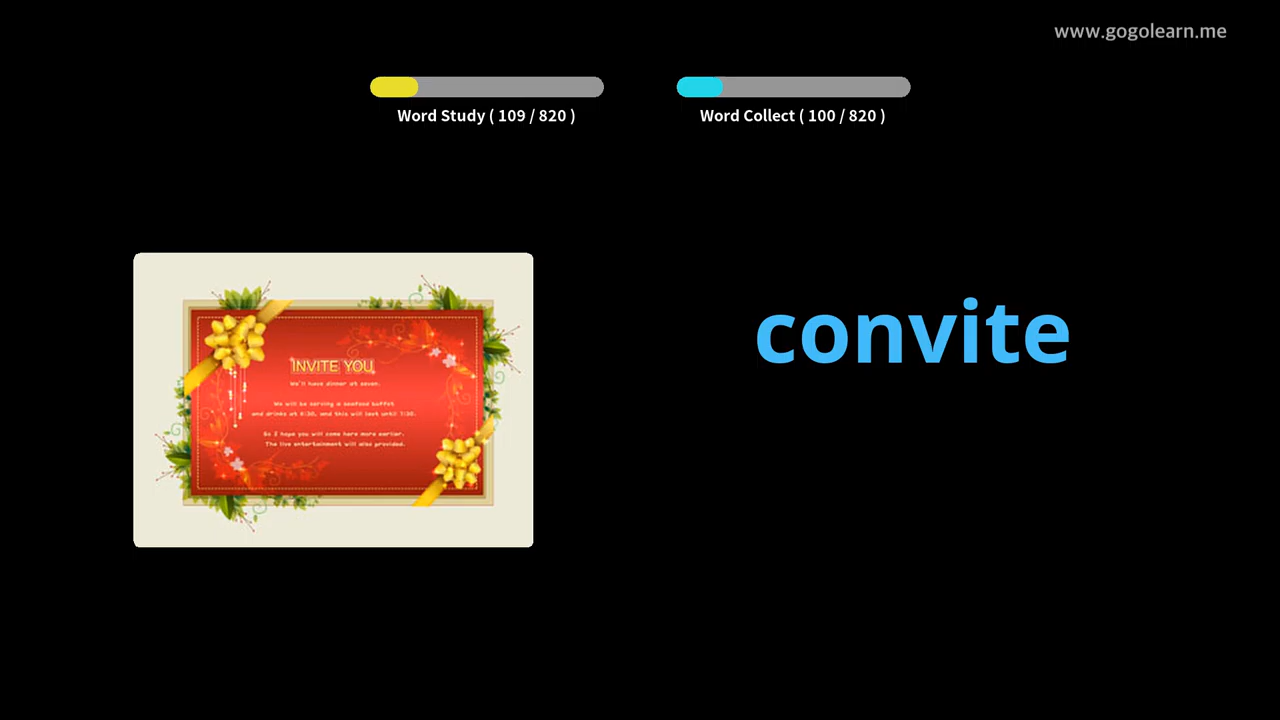 www.gogolearn.me
Word Study ( 109 / 820 )
Word Collect ( 100 / 820 )
convite
INVITE YOU
We'll have dinner at seven.
We will be serving a seafood buffet
and drinks at 6:30, and this will last until 7:30.
So I hope you will come here more earlier.
The live entertainment will also provided.